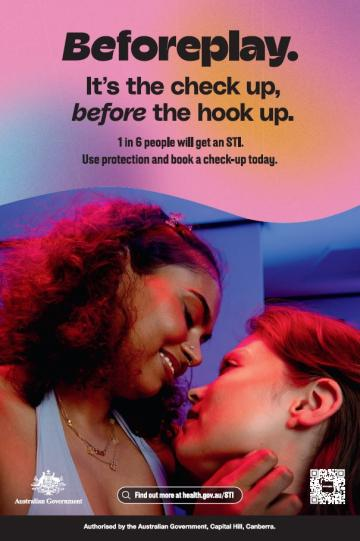 Beforeplay.
It's the check up,
before the hook up.
1 in 6 people will get an STI.
Use protection and book a check-up today.
Australian Government
Find out more at health.gov.au/STI
Authorised by the Australian Government, Capital Hill, Canberra.